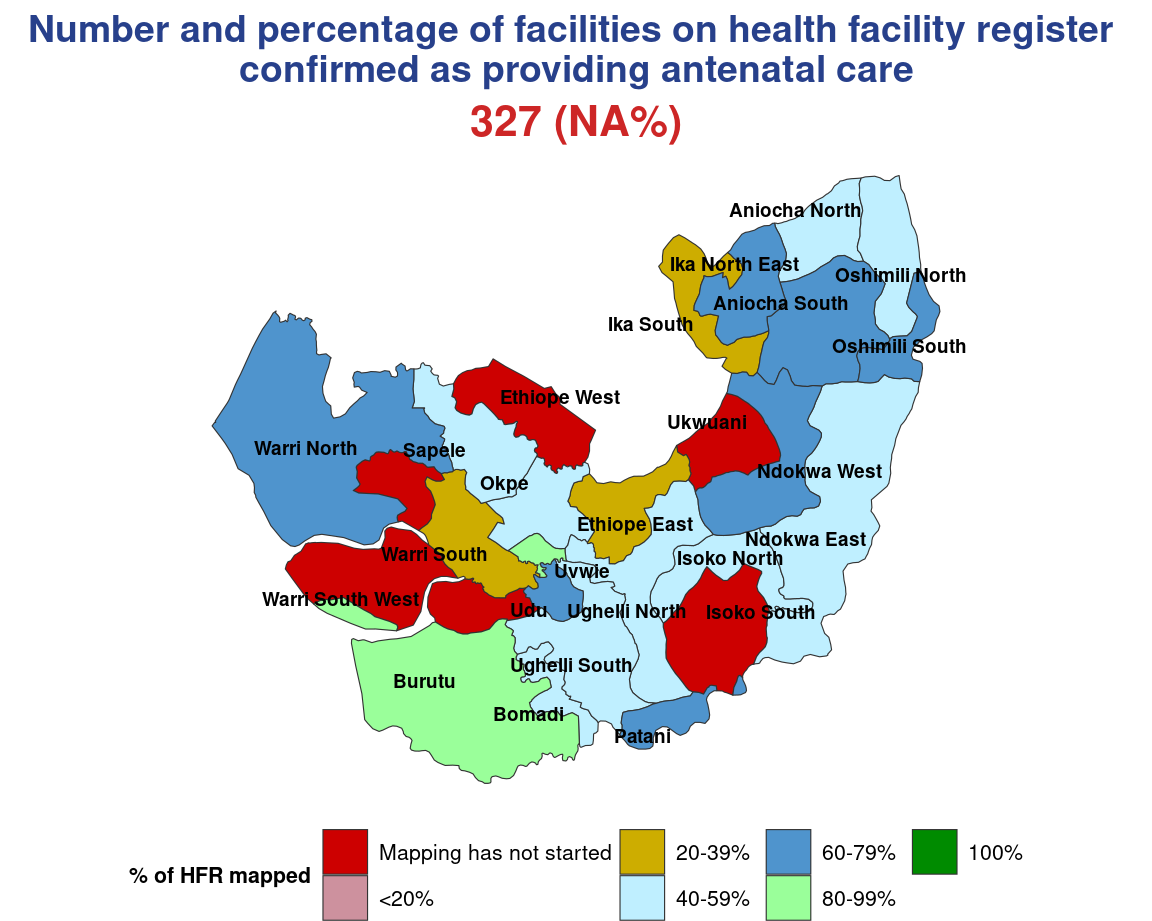 Number and percentage of facilities on health facility register
confirmed as providing antenatal care
327 (NA%)
Aniocha North
Ika North East
Oshimili North
Aniocha South
Ika South
Oshimili South
Ethiope West
Ukwuani
Warri North
Sapele
Ndokwa West
Okpe
Ethiope East
Ndokwa East
Warri South
Isoko North
Uvwie
Warri South West
Udu
Ughelli North
Isoko South
Ughelli South
Burutu
Bomadi
Patani
% of HFR mapped
Mapping has not started
20-39%
60-79%
100%
<20%
40-59%
80-99%